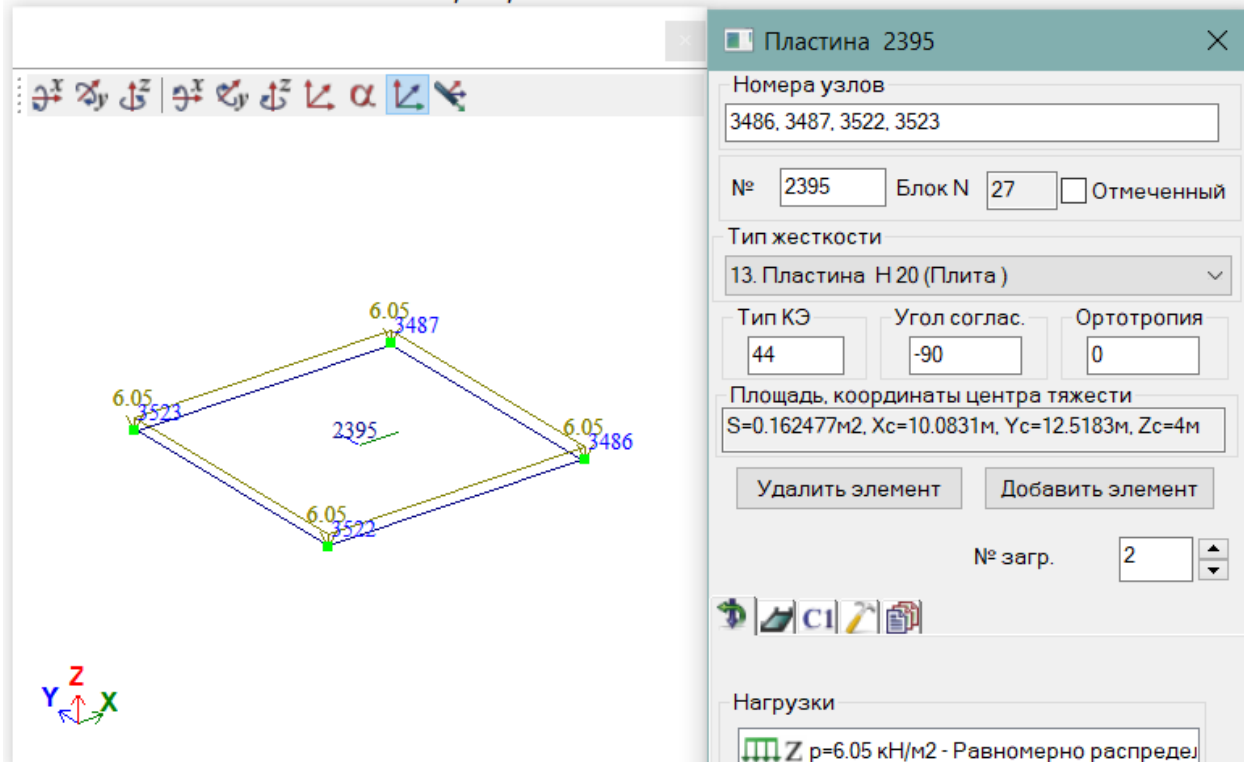 Пластина 2395
Номера узлов
3486, 3487, 3522, 3523
№ 2395 Блок N 27 Отмеченный
Тип жесткости
13. Пластина H 20 (Плита )
Тип КЭ Угол соглас. Ортотропия
44 -90 0
Площадь, координаты центра тяжести
S=0.162477м2, Xc=10.0831м, Yc=12.5183м, Zc=4м
Удалить элемент Добавить элемент
№ загр. 2
C1
Нагрузки
Z p=6.05 кН/м2 - Равномерно распредел
x y z x y z α
6.05
3487
6.05
3523
2395
6.05
3486
6.05
3522
Z
Y X